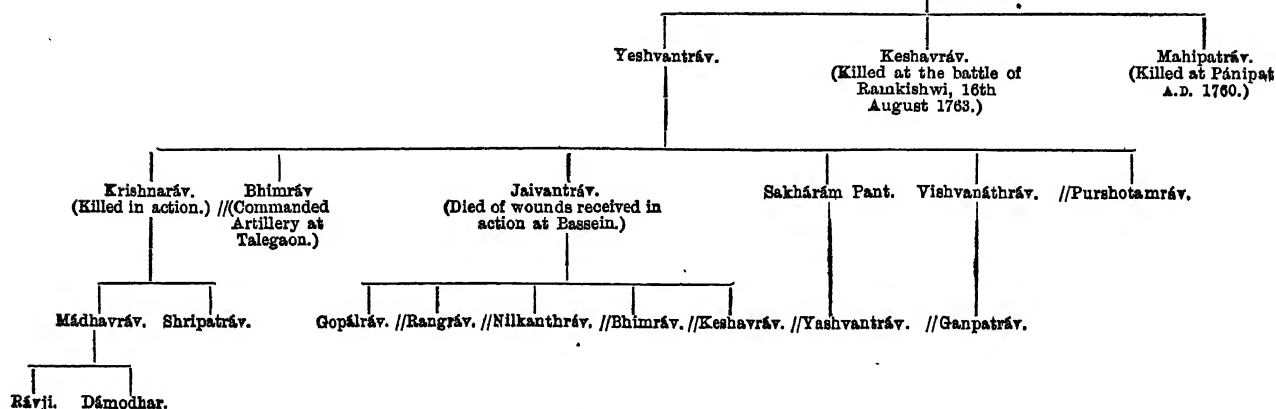 Yeshvantráv.
Keshavráv.
(Killed at the battle of
Ramkishwi, 16th
August 1763.)
Mahipatráv.
(Killed at Pánipat
A.D. 1760.)
Krishnaráv.
(Killed in action.)
Bhimráv
//(Commanded
Artillery at
Talegaon.)
Jaivantráv.
(Died of wounds received in
action at Bassein.)
Sakhárám Pant.
Vishvanáthráv.
//Purshotamráv.
Mádhavráv. Shripatráv.
Gopálráv. //Rangráv. //Nilkanthráv. //Bhimráv. //Keshavráv. //Yashvantráv. //Ganpatráv.
Rávji. Dámodhar.